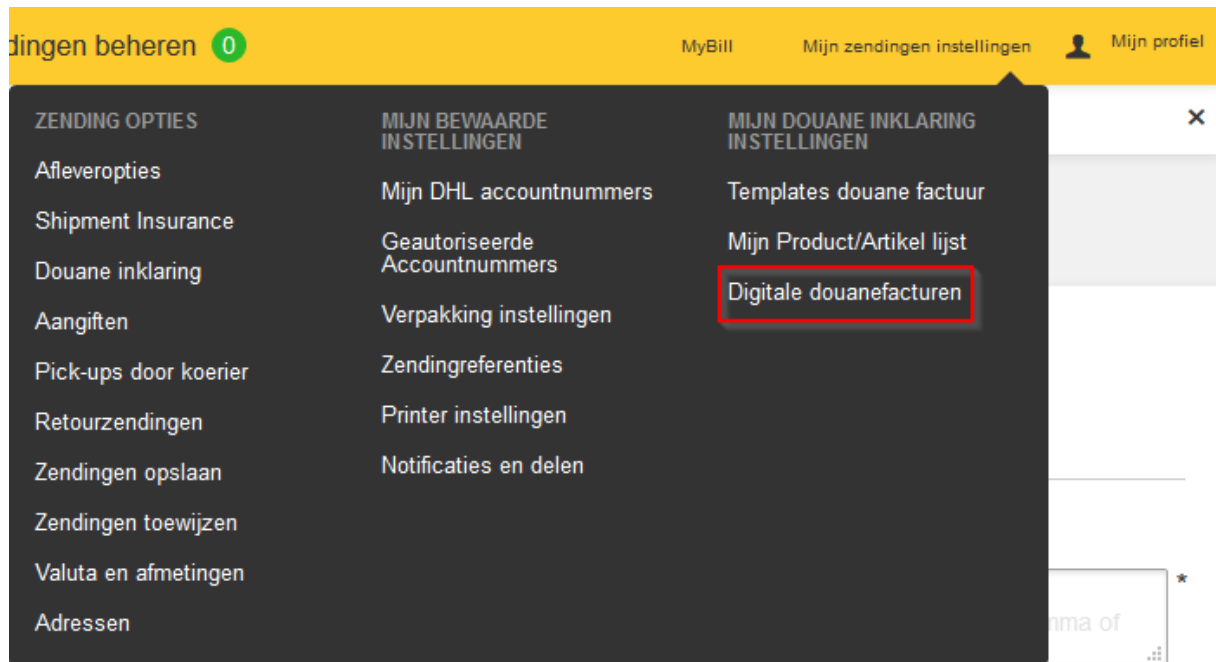 dingen beheren 0
MyBill
Mijn zendingen instellingen
Mijn profiel
ZENDING OPTIES
Afleveropties
Shipment Insurance
Douane inklaring
Aangiften
Pick-ups door koerier
Retourzendingen
Zendingen opslaan
Zendingen toewijzen
Valuta en afmetingen
Adressen
MIJN BEWAARDE
INSTELLINGEN
Mijn DHL accountnummers
Geautoriseerde
Accountnummers
Verpakking instellingen
Zendingreferenties
Printer instellingen
Notificaties en delen
MIJN DOUANE INKLARING
INSTELLINGEN
Templates douane factuur
Mijn Product/Artikel lijst
Digitale douanefacturen
×
*
mma of